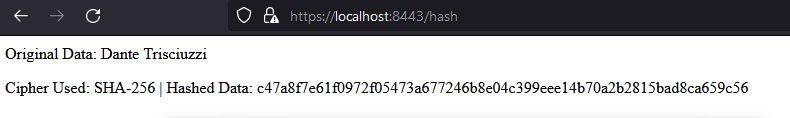 https://localhost:8443/hash
Original Data: Dante Trisciuzzi
Cipher Used: SHA-256 | Hashed Data: c47a8f7e61f0972f05473a677246b8e04c399eee14b70a2b2815bad8ca659c56